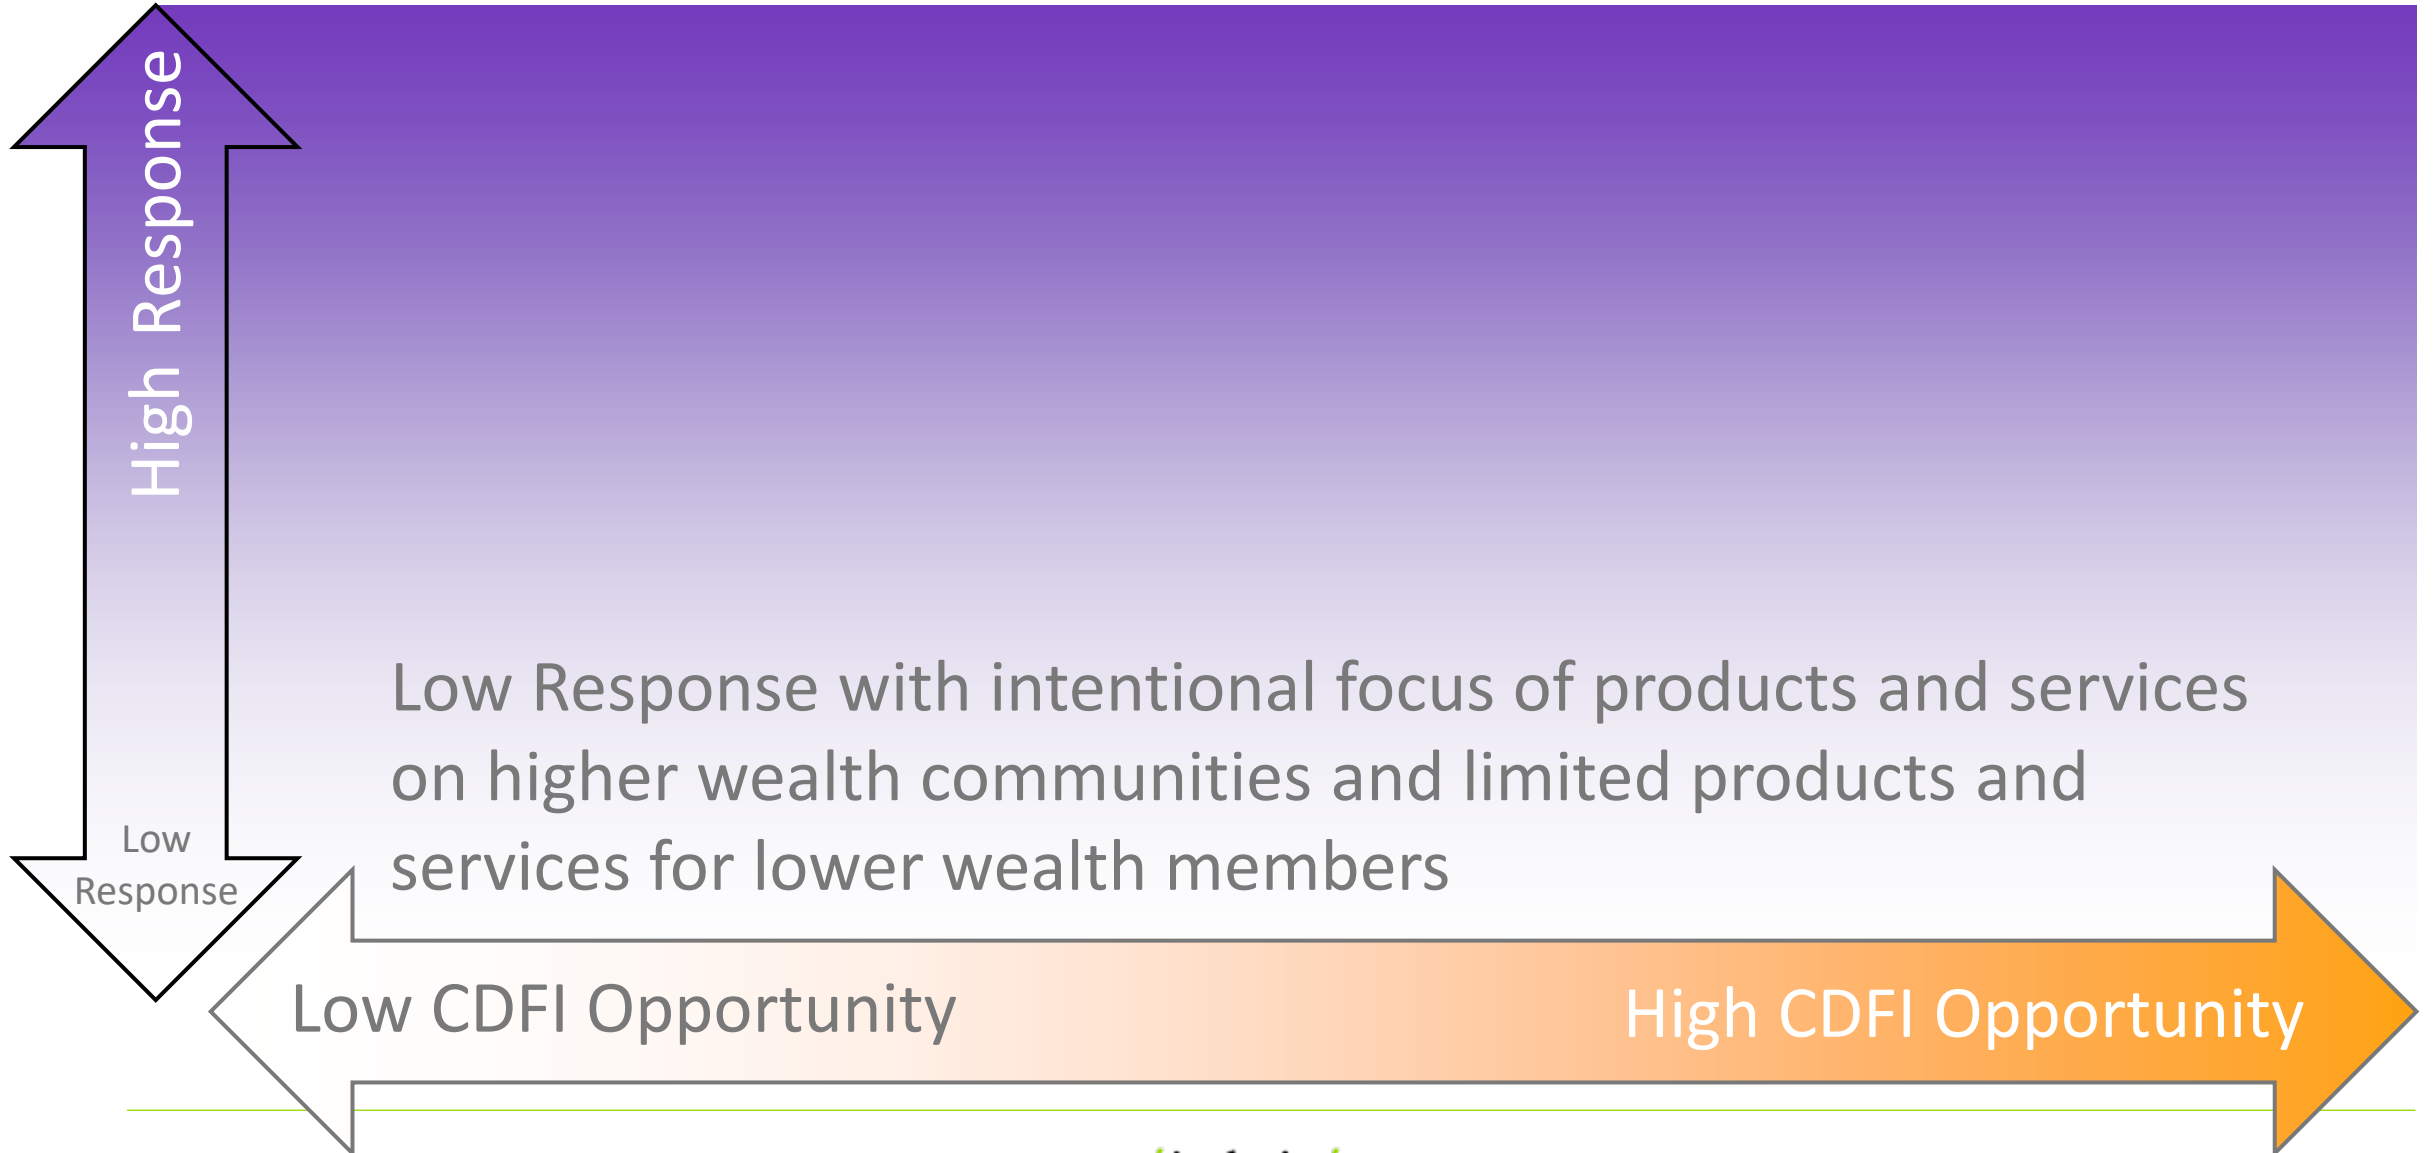 High Response
Low Response with intentional focus of products and services
on higher wealth communities and limited products and
services for lower wealth members
Low
Response
Low CDFI Opportunity
High CDFI Opportunity